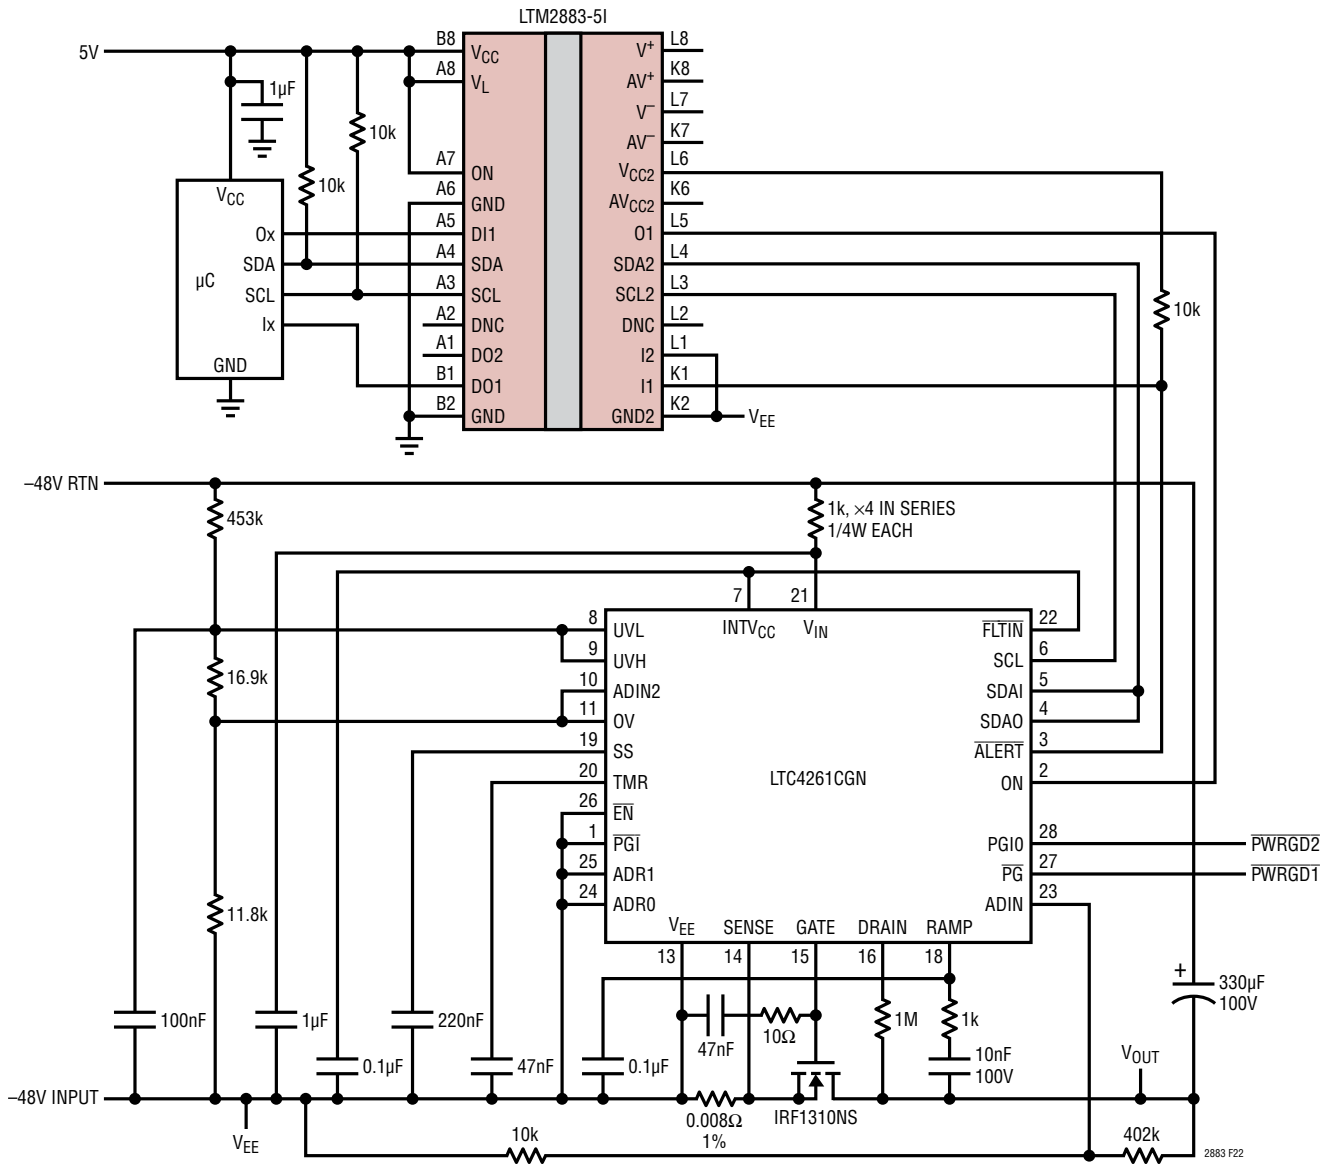 LTM2883-5I
5V
B8
VCC
A8
VL
A7
ON
A6
GND
A5
DI1
A4
SDA
A3
SCL
A2
DNC
A1
DO2
B1
DO1
B2
GND
L8
V+
K8
AV+
L7
V−
K7
AV−
L6
VCC2
K6
AVCC2
L5
O1
L4
SDA2
L3
SCL2
L2
DNC
L1
I2
K1
I1
K2
GND2
VEE
1µF
10k
10k
VCC
Ox
SDA
µC
SCL
Ix
GND
10k
–48V RTN
453k
1k, ×4 IN SERIES
1/4W EACH
16.9k
11.8k
7
INTVCC
21
VIN
8
UVL
9
UVH
10
ADIN2
11
OV
19
SS
20
TMR
26
EN
1
PGI
25
ADR1
24
ADR0
LTC4261CGN
22
FLTIN
6
SCL
5
SDAI
4
SDAO
3
ALERT
2
ON
28
PGI0
PWRGD2
27
PG
PWRGD1
23
ADIN
VEE
SENSE
GATE
DRAIN
RAMP
13
14
15
16
18
100nF
1µF
0.1µF
220nF
47nF
0.1µF
47nF
10Ω
1M
1k
10nF
100V
+
330µF
100V
VOUT
–48V INPUT
VEE
0.008Ω
1%
IRF1310NS
10k
402k
2883 F22